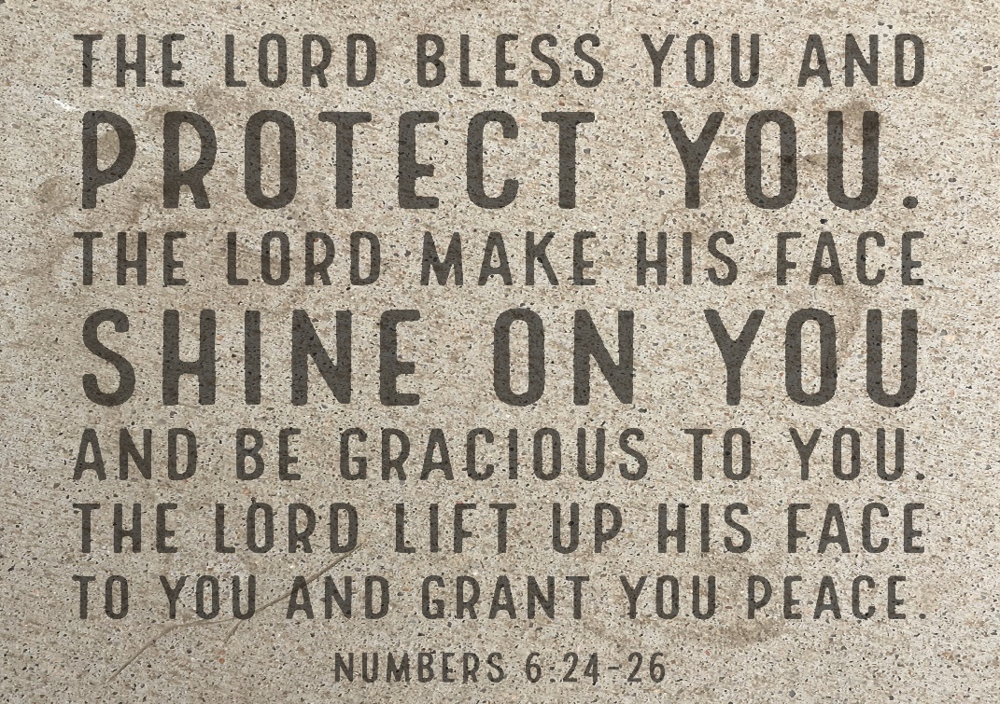 THE LORD BLESS YOU AND
PROTECT YOU.
THE LORD MAKE HIS FACE
SHINE ON YOU
AND BE GRACIOUS TO YOU.
THE LORD LIFT UP HIS FACE
TO YOU AND GRANT YOU PEACE.
NUMBERS 6:24-26